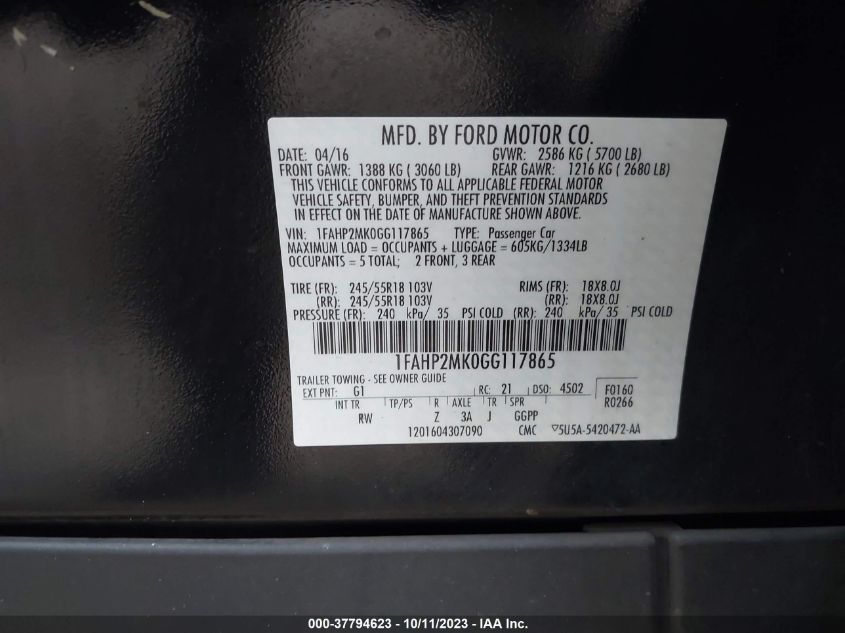 MFD. BY FORD MOTOR CO.
DATE: 04/16 GVWR: 2586 KG ( 5700 LB)
FRONT GAWR: 1388 KG ( 3060 LB) REAR GAWR: 1216 KG ( 2680 LB)
THIS VEHICLE CONFORMS TO ALL APPLICABLE FEDERAL MOTOR
VEHICLE SAFETY, BUMPER, AND THEFT PREVENTION STANDARDS
IN EFFECT ON THE DATE OF MANUFACTURE SHOWN ABOVE.
VIN: 1FAHP2MK0GG117865 TYPE: Passenger Car
MAXIMUM LOAD = OCCUPANTS + LUGGAGE = 605KG/1334LB
OCCUPANTS = 5 TOTAL; 2 FRONT, 3 REAR
TIRE (FR): 245/55R18 103V RIMS (FR): 18X8.0J
(RR): 245/55R18 103V (RR): 18X8.0J
PRESSURE (FR): 240 kPa/ 35 PSI COLD (RR): 240 kPa/ 35 PSI COLD
1FAHP2MK0GG117865
TRAILER TOWING - SEE OWNER GUIDE
EXT PNT: G1 RC: 21 DSO: 4502 F0160
INT TR TP/PS R AXLE TR SPR R0266
RW Z 3A J GGPP
1201604307090 CMC ▽5U5A-5420472-AA
000-37794623 - 10/11/2023 - IAA Inc.